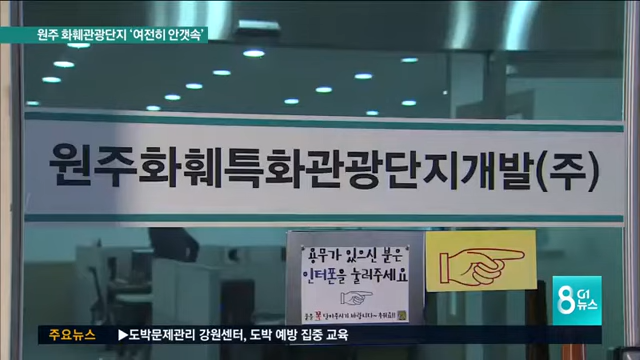 원주 화훼관광단지 '여전히 안갯속'
원주화훼특화관광단지개발(주)
용무가 있으신 분은
인터폰을 눌러주세요
8 G1
뉴스
주요뉴스 ▶도박문제관리 강원센터, 도박 예방 집중 교육